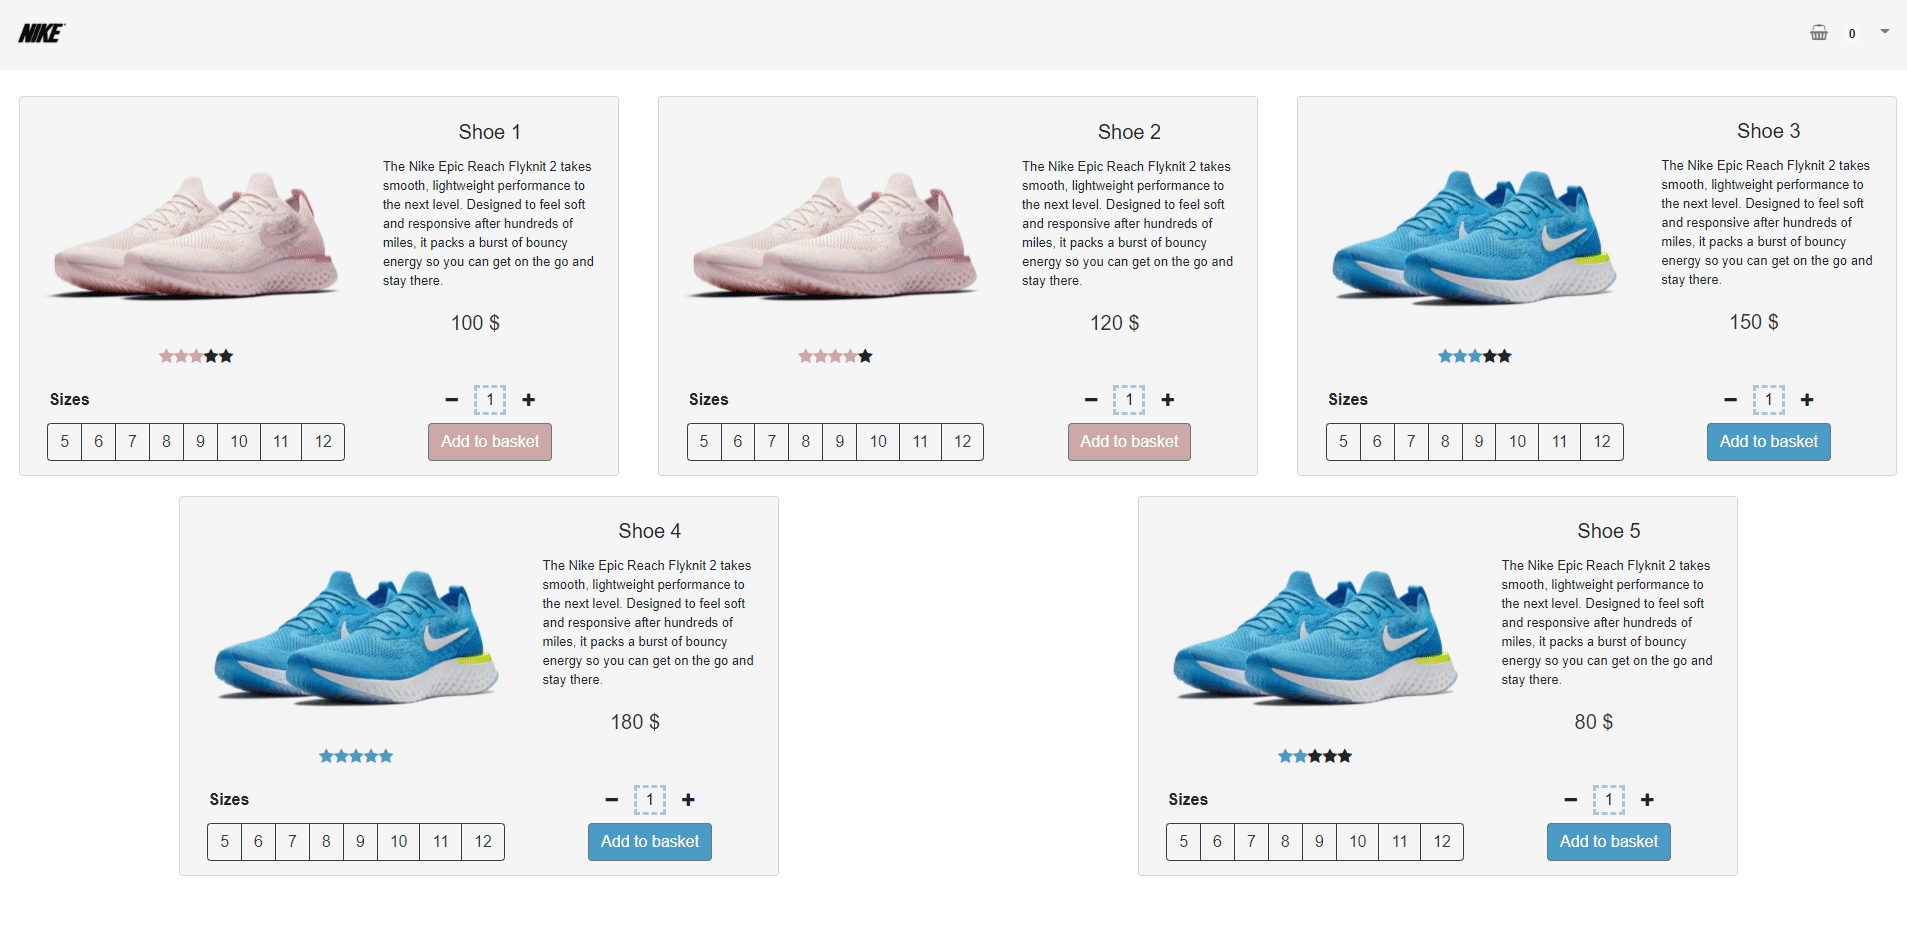 NIKE
0
Shoe 1
The Nike Epic Reach Flyknit 2 takes
smooth, lightweight performance to
the next level. Designed to feel soft
and responsive after hundreds of
miles, it packs a burst of bouncy
energy so you can get on the go and
stay there.
100 $
Sizes
1
5 6 7 8 9 10 11 12
Add to basket
Shoe 2
The Nike Epic Reach Flyknit 2 takes
smooth, lightweight performance to
the next level. Designed to feel soft
and responsive after hundreds of
miles, it packs a burst of bouncy
energy so you can get on the go and
stay there.
120 $
Sizes
1
5 6 7 8 9 10 11 12
Add to basket
Shoe 3
The Nike Epic Reach Flyknit 2 takes
smooth, lightweight performance to
the next level. Designed to feel soft
and responsive after hundreds of
miles, it packs a burst of bouncy
energy so you can get on the go and
stay there.
150 $
Sizes
1
5 6 7 8 9 10 11 12
Add to basket
Shoe 4
The Nike Epic Reach Flyknit 2 takes
smooth, lightweight performance to
the next level. Designed to feel soft
and responsive after hundreds of
miles, it packs a burst of bouncy
energy so you can get on the go and
stay there.
180 $
Sizes
1
5 6 7 8 9 10 11 12
Add to basket
Shoe 5
The Nike Epic Reach Flyknit 2 takes
smooth, lightweight performance to
the next level. Designed to feel soft
and responsive after hundreds of
miles, it packs a burst of bouncy
energy so you can get on the go and
stay there.
80 $
Sizes
1
5 6 7 8 9 10 11 12
Add to basket